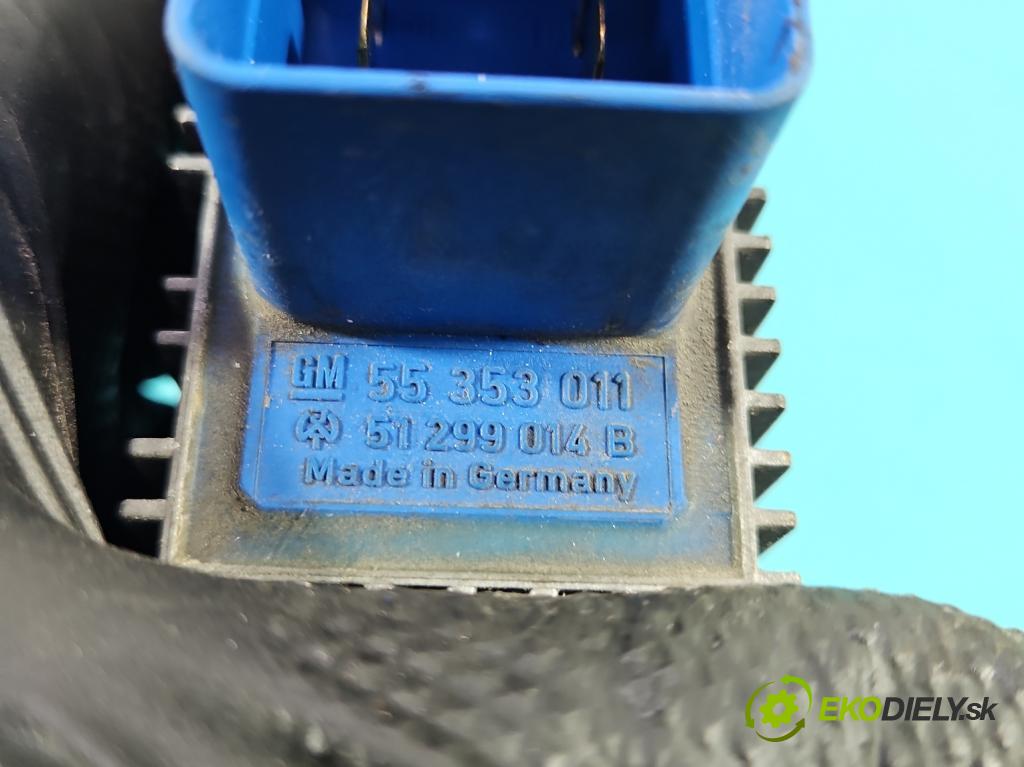 GM 55 353 011
51 299 014 B
Made in Germany
EKODIELY.sk